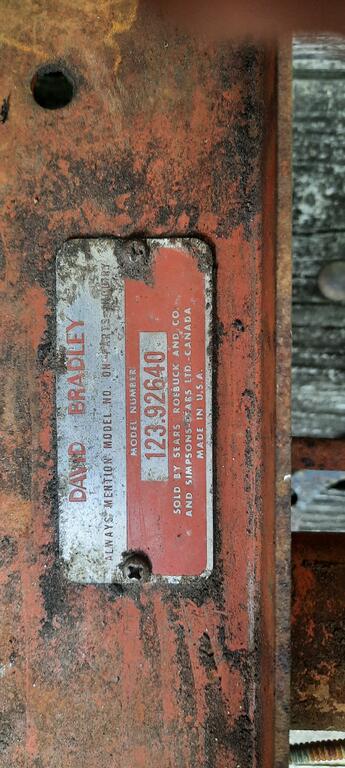 DAVID BRADLEY
ALWAYS MENTION MODEL NO. ON PARTS INQUIRY
MODEL NUMBER
123.92640
SOLD BY SEARS ROEBUCK AND CO.
AND SIMPSONS-SEARS LTD.-CANADA
MADE IN U.S.A.